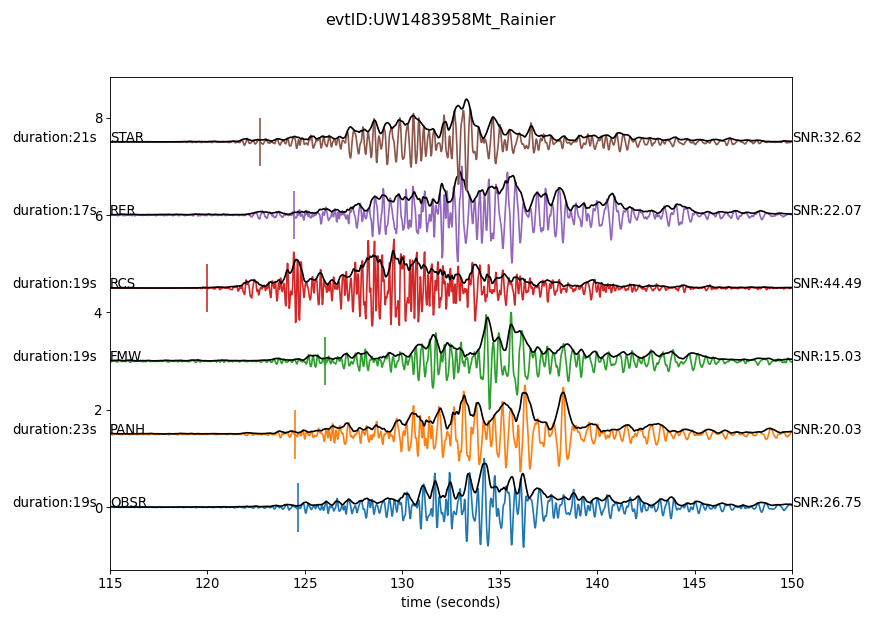 evtID:UW1483958Mt_Rainier
8
duration:21s STAR SNR:32.62
duration:17s RER SNR:22.07
6
duration:19s RCS SNR:44.49
4
duration:19s FMW SNR:15.03
2
duration:23s PANH SNR:20.03
duration:19s OBSR SNR:26.75
0
115 120 125 130 135 140 145 150
time (seconds)